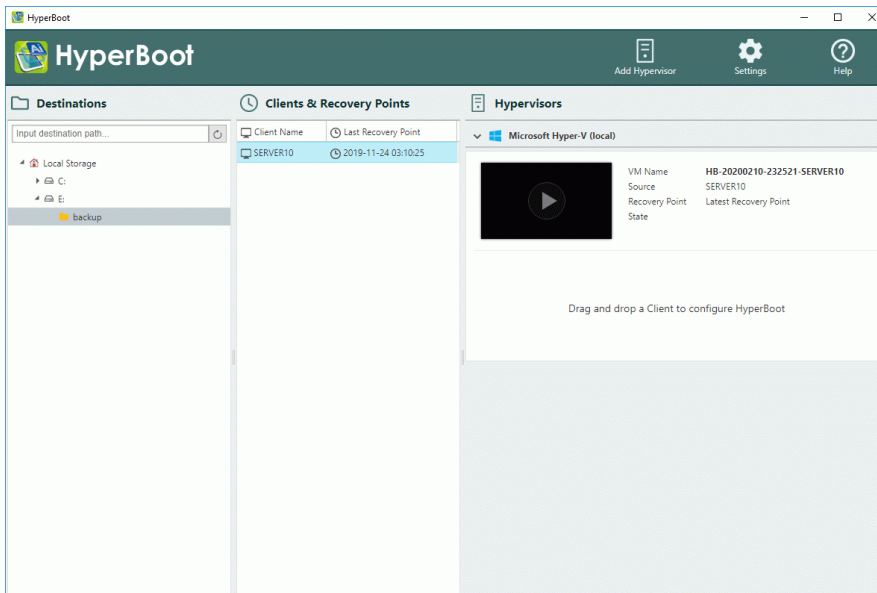 HyperBoot
HyperBoot
Add Hypervisor
Settings
Help
Destinations
Clients & Recovery Points
Hypervisors
Input destination path...
Client Name
Last Recovery Point
Microsoft Hyper-V (local)
SERVER10
2019-11-24 03:10:25
Local Storage
C:
E:
backup
VM Name
HB-20200210-232521-SERVER10
Source
SERVER10
Recovery Point
Latest Recovery Point
State
Drag and drop a Client to configure HyperBoot